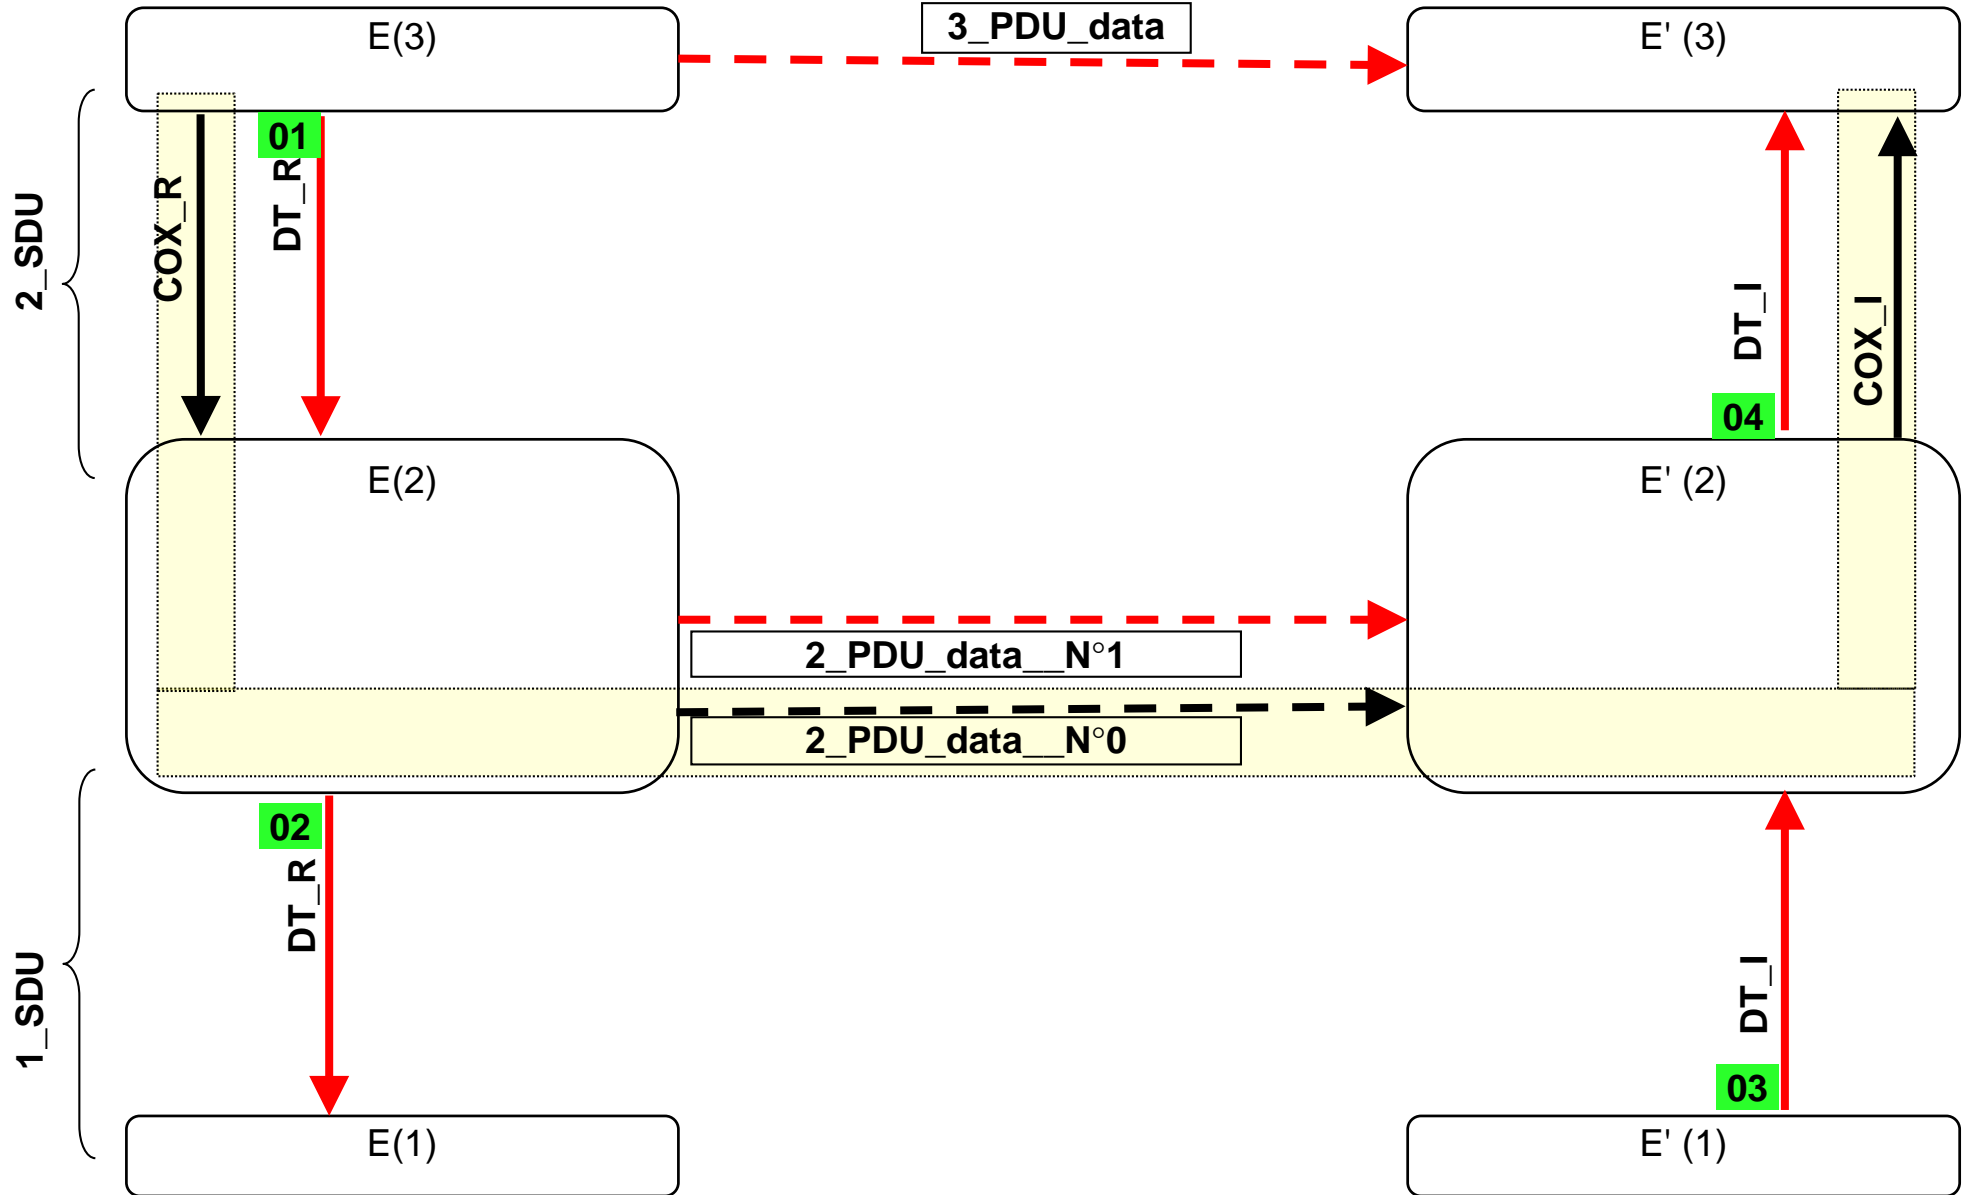 E(3)
3_PDU_data
E' (3)
2_SDU
COX_R
01
DT_R
DT_I
COX_I
04
E(2)
E' (2)
2_PDU_data__N°1
2_PDU_data__N°0
1_SDU
02
DT_R
DT_I
03
E(1)
E' (1)